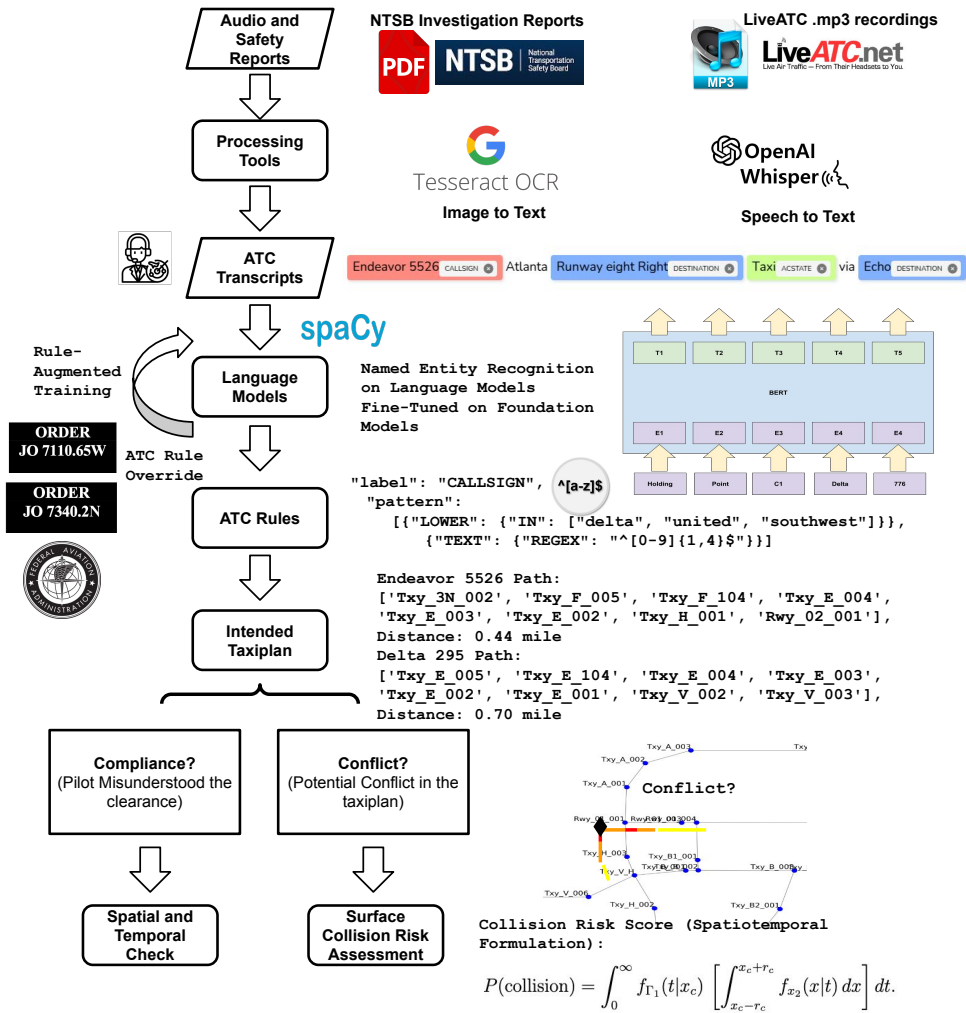 Audio and
Safety
Reports
NTSB Investigation Reports
PDF
NTSB
National
Transportation
Safety Board
LiveATC .mp3 recordings
MP3
LiveATC.net
Live Air Traffic – From Their Headsets to You.
Processing
Tools
Tesseract OCR
Image to Text
OpenAI
Whisper
Speech to Text
ATC
Transcripts
Endeavor 5526 CALLSIGN Atlanta Runway eight Right DESTINATION Taxi ACSTATE via Echo DESTINATION
spaCy
Rule-
Augmented
Training
Language
Models
Named Entity Recognition
on Language Models
Fine-Tuned on Foundation
Models
T1 T2 T3 T4 T5
BERT
E1 E2 E3 E4 E4
Holding Point C1 Delta 776
ORDER
JO 7110.65W
ATC Rule
Override
ORDER
JO 7340.2N
FEDERAL AVIATION
ADMINISTRATION
ATC Rules
^[a-z]$
"label": "CALLSIGN",
"pattern":
[{"LOWER": {"IN": ["delta", "united", "southwest"]}},
{"TEXT": {"REGEX": "^[0-9]{1,4}$"}}]
Intended
Taxiplan
Endeavor 5526 Path:
['Txy_3N_002', 'Txy_F_005', 'Txy_F_104', 'Txy_E_004',
'Txy_E_003', 'Txy_E_002', 'Txy_H_001', 'Rwy_02_001'],
Distance: 0.44 mile
Delta 295 Path:
['Txy_E_005', 'Txy_E_104', 'Txy_E_004', 'Txy_E_003',
'Txy_E_002', 'Txy_E_001', 'Txy_V_002', 'Txy_V_003'],
Distance: 0.70 mile
Compliance?
(Pilot Misunderstood the
clearance)
Conflict?
(Potential Conflict in the
taxiplan)
Txy_A_003
Txy
Txy_A_002
Txy_A_001
Conflict?
Txy_H_003
Txy_B1_001
Txy_V_H
Txy_V_006
Txy_H_002
Txy_B2_001
Spatial and
Temporal
Check
Surface
Collision Risk
Assessment
Collision Risk Score (Spatiotemporal
Formulation):
P(collision) = ∫₀^∞ f_{Γ₁}(t|x_c) [∫_{x_c−r_c}^{x_c+r_c} f_{x₂}(x|t) dx] dt.